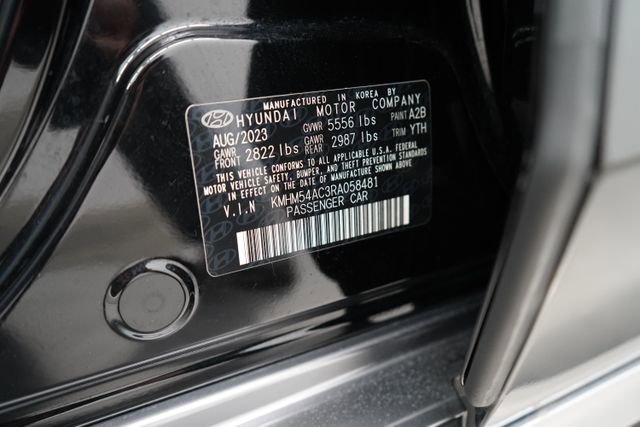 MANUFACTURED IN KOREA BY
HYUNDAI MOTOR COMPANY
AUG/2023 GVWR 5556 lbs PAINT A2B
GAWR FRONT 2822 lbs GAWR REAR 2987 lbs TRIM YTH
THIS VEHICLE CONFORMS TO ALL APPLICABLE U.S.A. FEDERAL
MOTOR VEHICLE SAFETY, BUMPER, AND THEFT PREVENTION STANDARDS
IN EFFECT ON THE DATE OF MANUFACTURE SHOWN ABOVE.
V.I.N KMHM54AC3RA058481
PASSENGER CAR